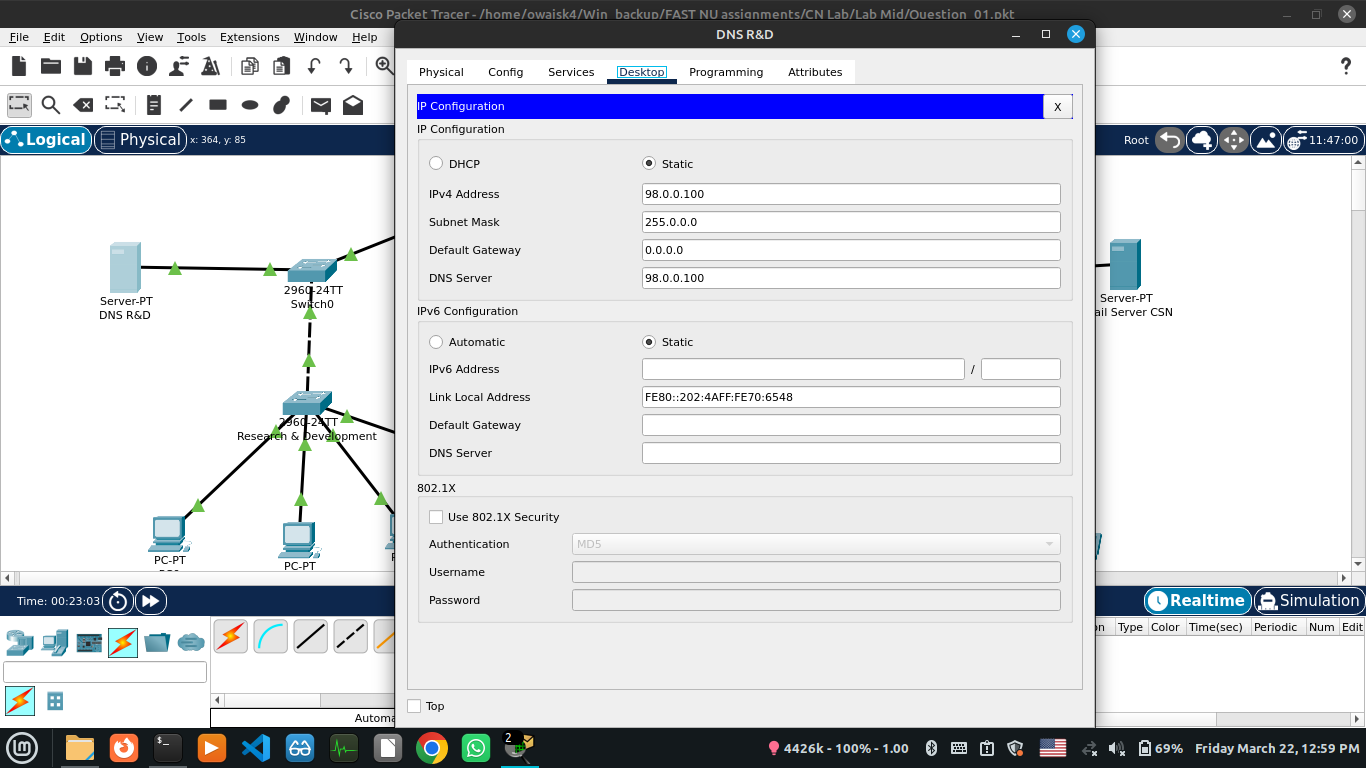 Cisco Packet Tracer - /home/owaisk4/Win_backup/FAST NU assignments/CN Lab/Lab Mid/Question_01.pkt
File Edit Options View Tools Extensions Window Help
DNS R&D
Physical Config Services Desktop Programming Attributes
Logical Physical x: 364, y: 85
Root 11:47:00
IP Configuration X
IP Configuration
DHCP Static
IPv4 Address 98.0.0.100
Subnet Mask 255.0.0.0
Default Gateway 0.0.0.0
DNS Server 98.0.0.100
IPv6 Configuration
Automatic Static
IPv6 Address /
Link Local Address FE80::202:4AFF:FE70:6548
Default Gateway
DNS Server
802.1X
Use 802.1X Security
Authentication MD5
Username
Password
Top
Server-PT
DNS R&D
2960-24TT
Switch0
2960-24TT
Research & Development
PC-PT
PC-PT
Server-PT
ail Server CSN
Time: 00:23:03
Realtime Simulation
on Type Color Time(sec) Periodic Num Edit
Automa
2
4426k - 100% - 1.00
69% Friday March 22, 12:59 PM